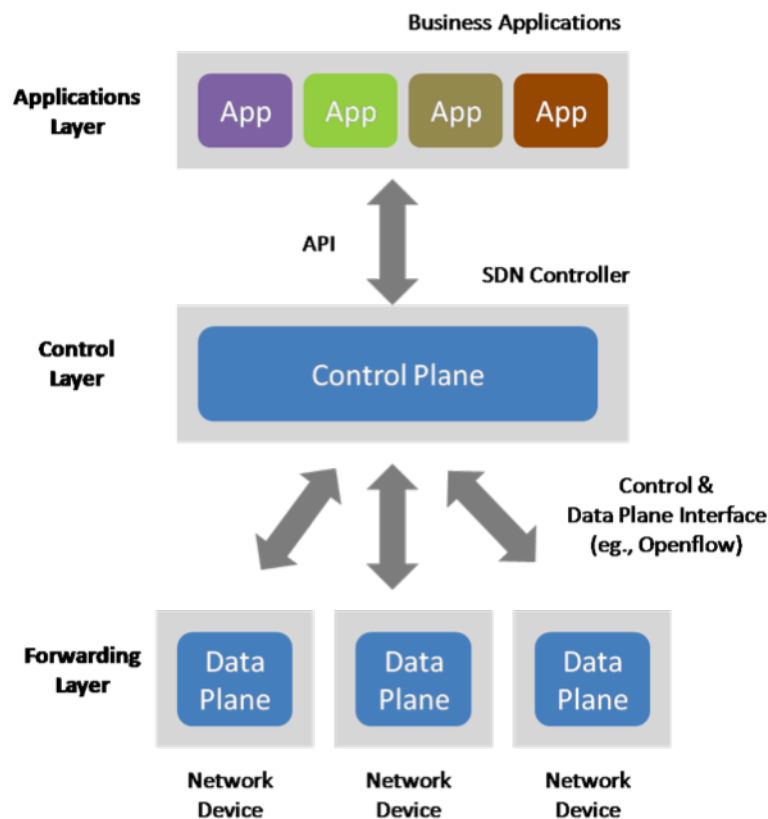 Business Applications
Applications
Layer
App App App App
API
SDN Controller
Control
Layer
Control Plane
Control &
Data Plane Interface
(eg., Openflow)
Forwarding
Layer
Data
Plane
Data
Plane
Data
Plane
Network
Device
Network
Device
Network
Device